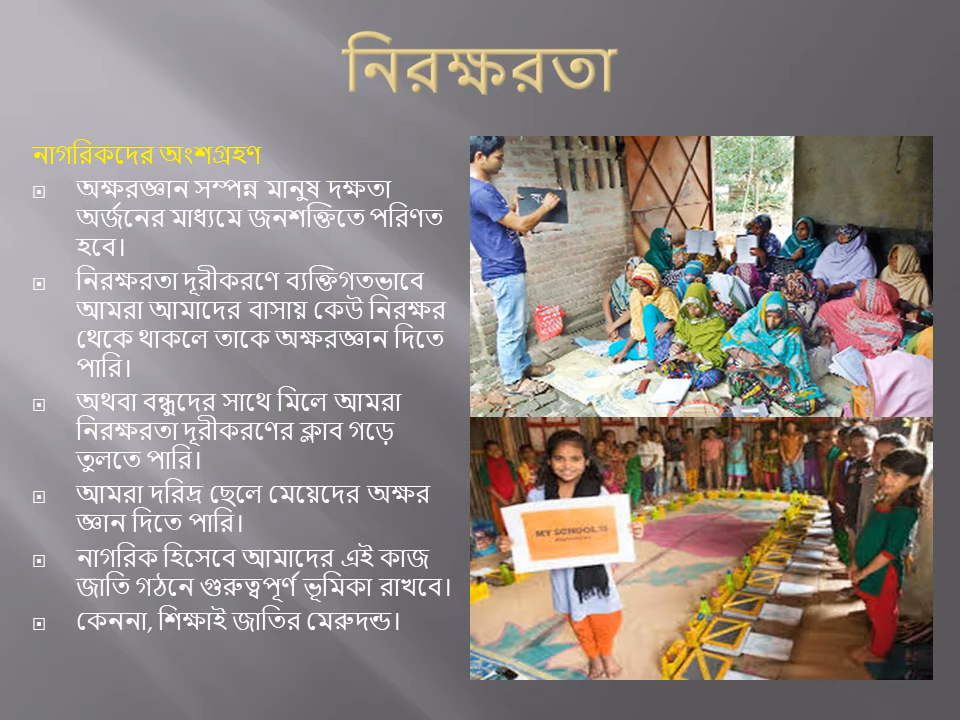 নিরক্ষরতা
নাগরিকদের অংশগ্রহণ
অক্ষরজ্ঞান সম্পন্ন মানুষ দক্ষতা
অর্জনের মাধ্যমে জনশক্তিতে পরিণত
হবে।
নিরক্ষরতা দূরীকরণে ব্যক্তিগতভাবে
আমরা আমাদের বাসায় কেউ নিরক্ষর
থেকে থাকলে তাকে অক্ষরজ্ঞান দিতে
পারি।
অথবা বন্ধুদের সাথে মিলে আমরা
নিরক্ষরতা দূরীকরণের ক্লাব গড়ে
তুলতে পারি।
আমরা দরিদ্র ছেলে মেয়েদের অক্ষর
জ্ঞান দিতে পারি।
নাগরিক হিসেবে আমাদের এই কাজ
জাতি গঠনে গুরুত্বপূর্ণ ভূমিকা রাখবে।
কেননা, শিক্ষাই জাতির মেরুদন্ড।
MY SCHOOL